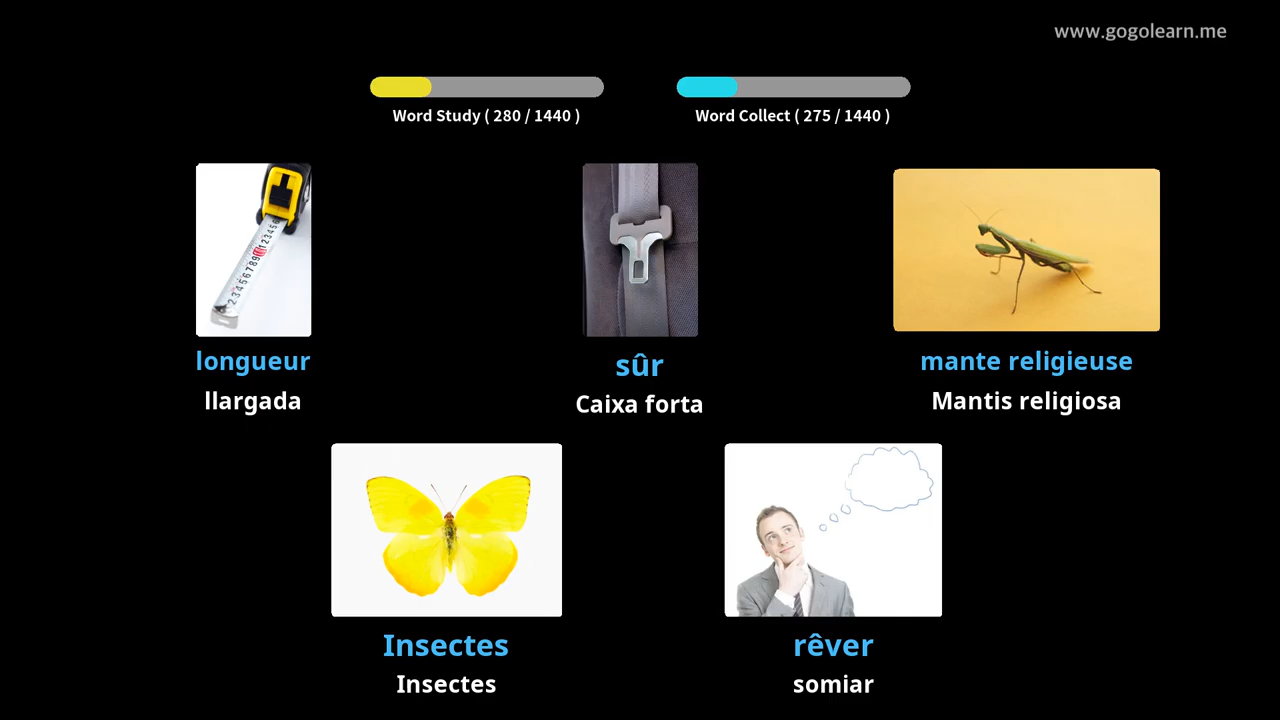 www.gogolearn.me
Word Study ( 280 / 1440 )
Word Collect ( 275 / 1440 )
longueur
llargada
sûr
Caixa forta
mante religieuse
Mantis religiosa
Insectes
Insectes
rêver
somiar